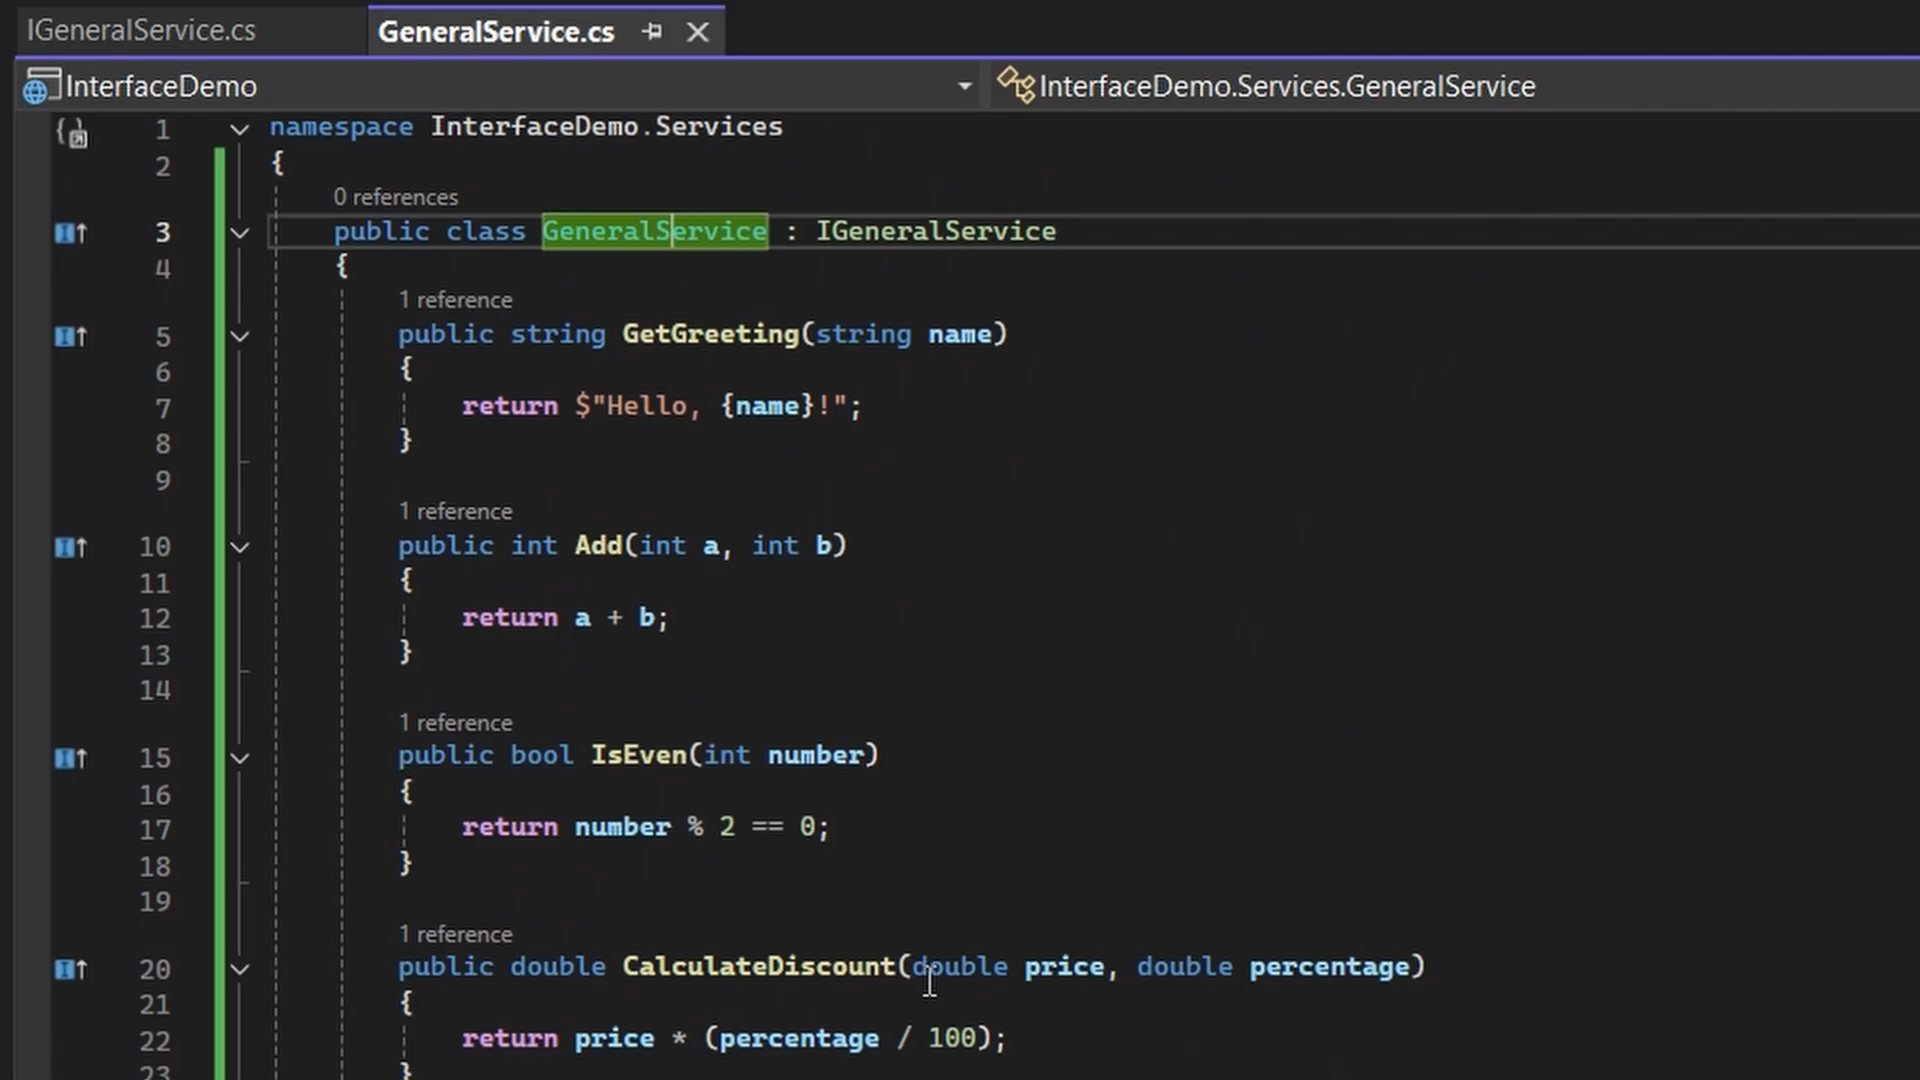 IGeneralService.cs
GeneralService.cs
InterfaceDemo
InterfaceDemo.Services.GeneralService
1 namespace InterfaceDemo.Services
2 {
0 references
3 public class GeneralService : IGeneralService
4 {
1 reference
5 public string GetGreeting(string name)
6 {
7 return $"Hello, {name}!";
8 }
9
1 reference
10 public int Add(int a, int b)
11 {
12 return a + b;
13 }
14
1 reference
15 public bool IsEven(int number)
16 {
17 return number % 2 == 0;
18 }
19
1 reference
20 public double CalculateDiscount(double price, double percentage)
21 {
22 return price * (percentage / 100);
23 }